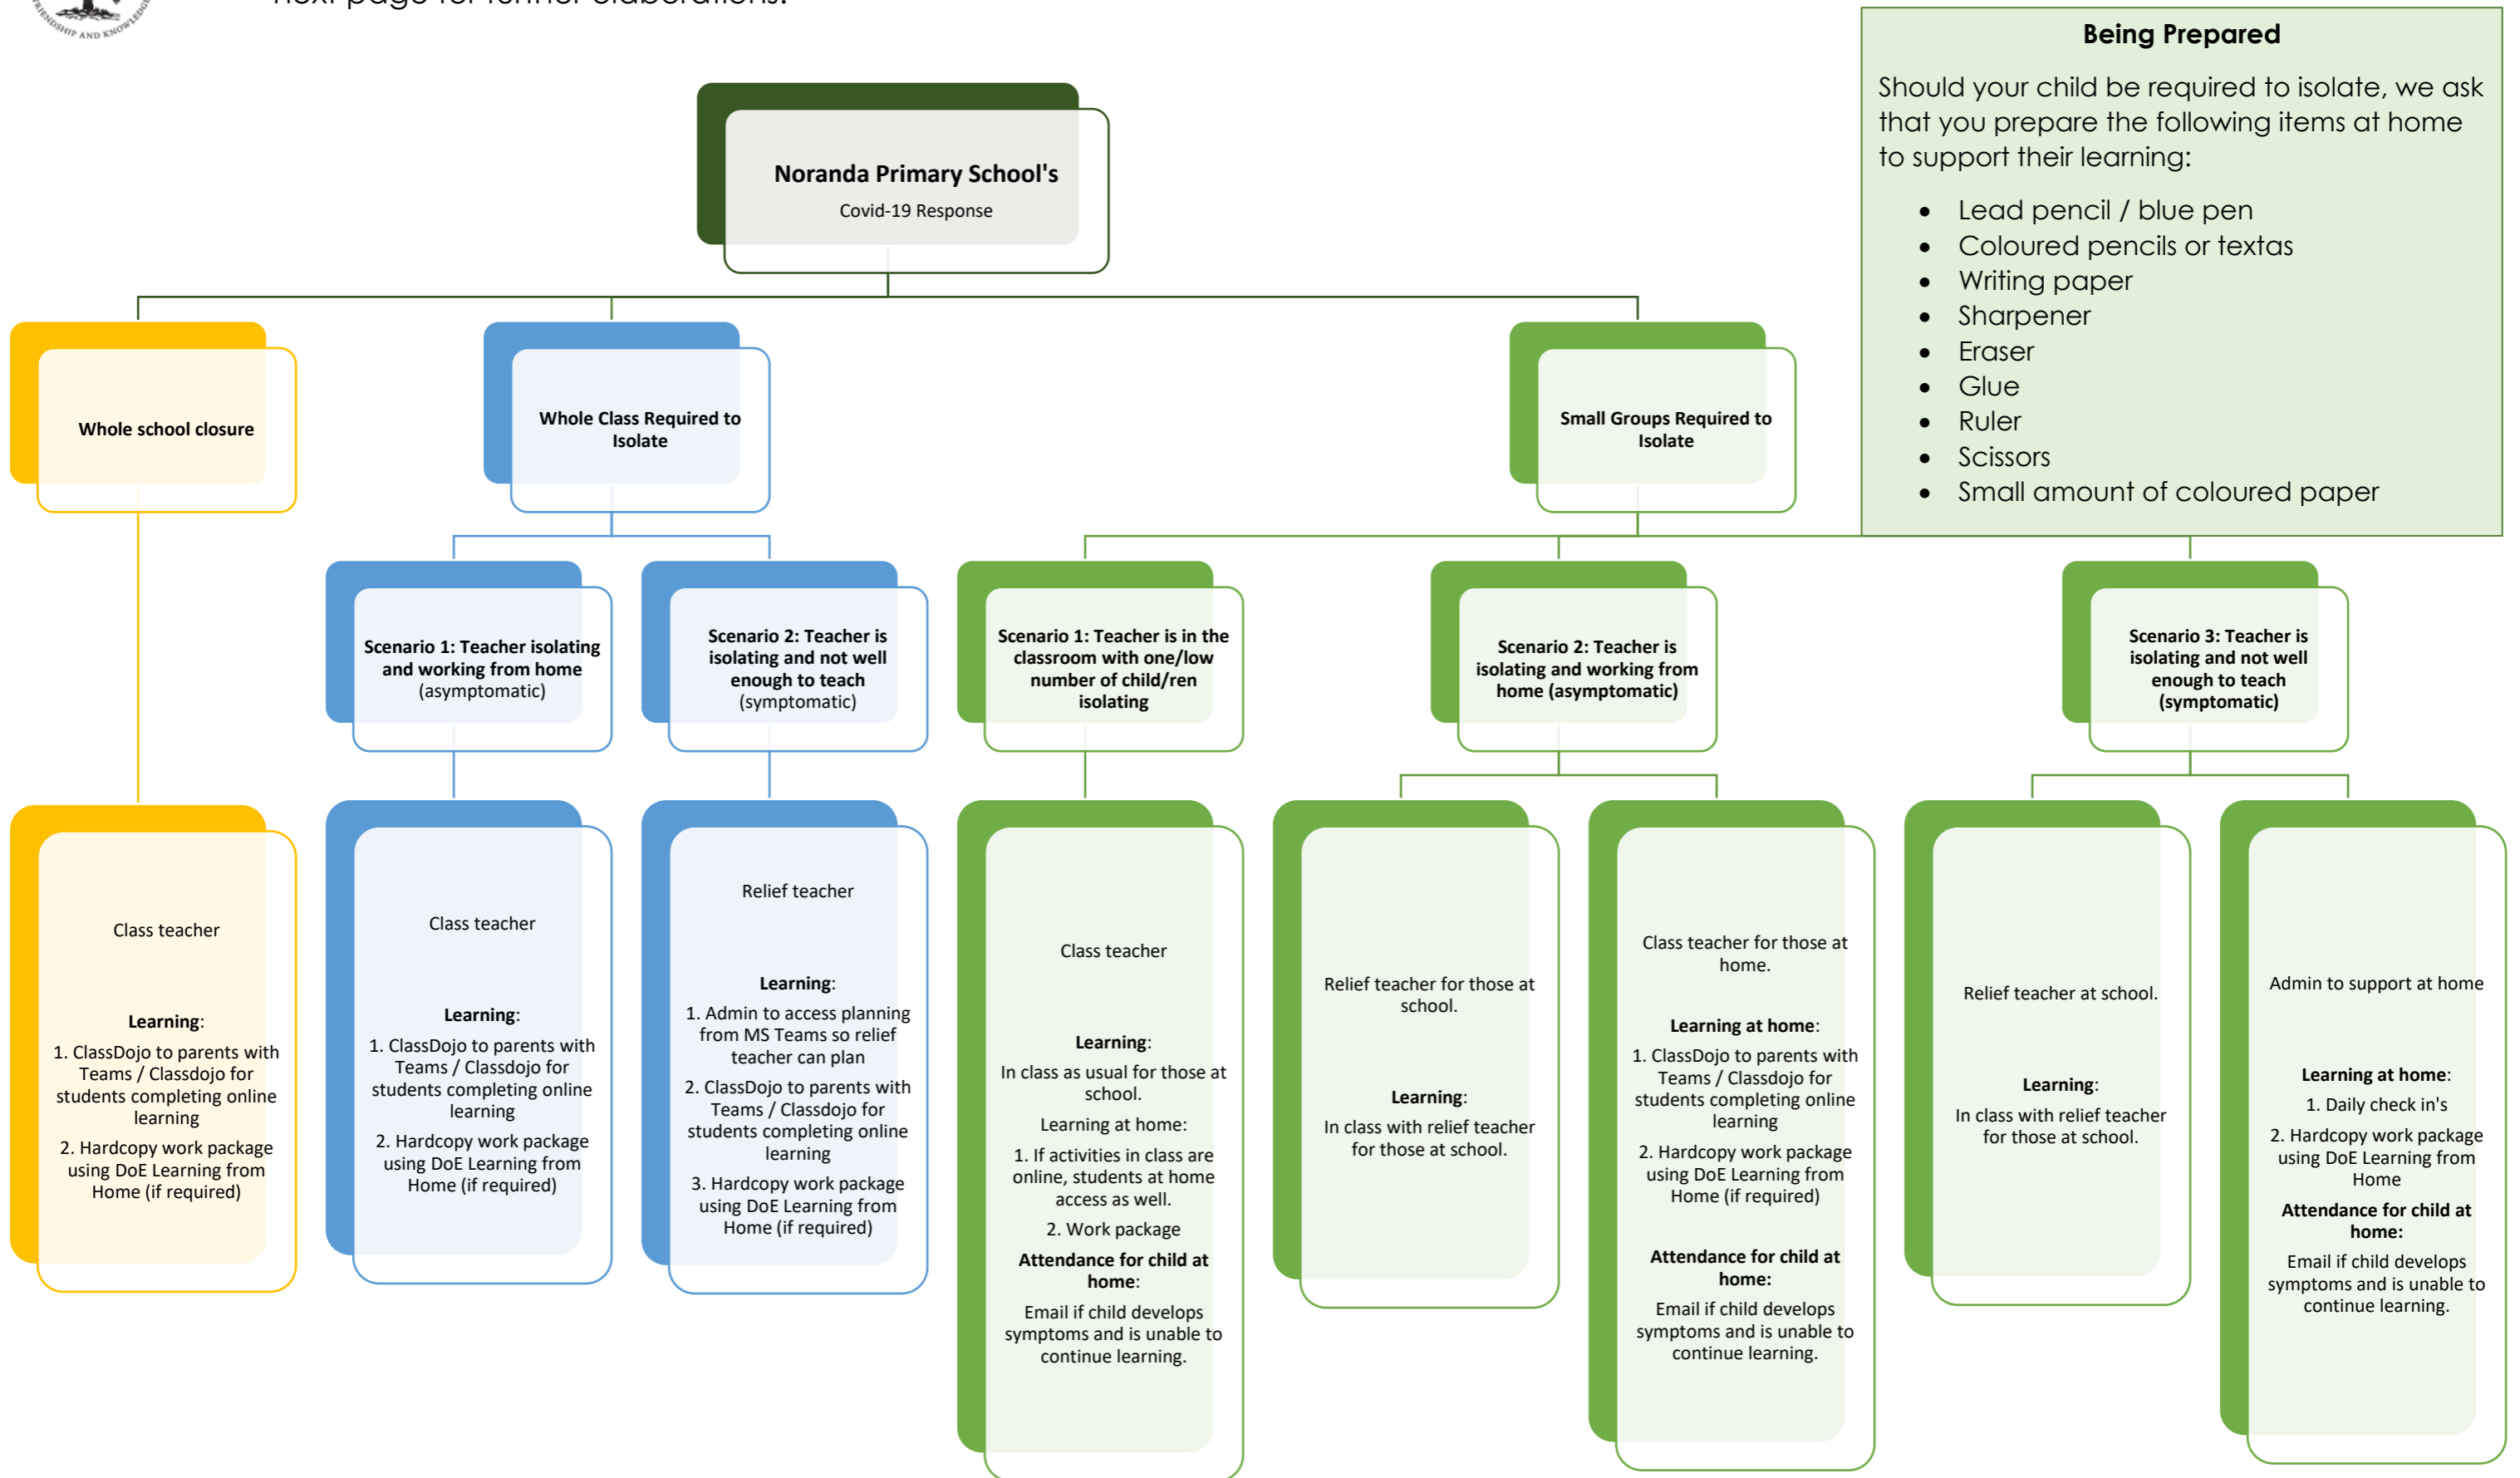 FRIENDSHIP AND KNOWLEDGE
next page for further elaborations.
Being Prepared
Should your child be required to isolate, we ask
that you prepare the following items at home
to support their learning:
• Lead pencil / blue pen
• Coloured pencils or textas
• Writing paper
• Sharpener
• Eraser
• Glue
• Ruler
• Scissors
• Small amount of coloured paper
Noranda Primary School's
Covid-19 Response
Whole school closure
Whole Class Required to
Isolate
Small Groups Required to
Isolate
Scenario 1: Teacher isolating
and working from home
(asymptomatic)
Scenario 2: Teacher is
isolating and not well
enough to teach
(symptomatic)
Scenario 1: Teacher is in the
classroom with one/low
number of child/ren
isolating
Scenario 2: Teacher is
isolating and working from
home (asymptomatic)
Scenario 3: Teacher is
isolating and not well
enough to teach
(symptomatic)
Class teacher
Learning:
1. ClassDojo to parents with
Teams / Classdojo for
students completing online
learning
2. Hardcopy work package
using DoE Learning from
Home (if required)
Class teacher
Learning:
1. ClassDojo to parents with
Teams / Classdojo for
students completing online
learning
2. Hardcopy work package
using DoE Learning from
Home (if required)
Relief teacher
Learning:
1. Admin to access planning
from MS Teams so relief
teacher can plan
2. ClassDojo to parents with
Teams / Classdojo for
students completing online
learning
3. Hardcopy work package
using DoE Learning from
Home (if required)
Class teacher
Learning:
In class as usual for those at
school.
Learning at home:
1. If activities in class are
online, students at home
access as well.
2. Work package
Attendance for child at
home:
Email if child develops
symptoms and is unable to
continue learning.
Relief teacher for those at
school.
Learning:
In class with relief teacher
for those at school.
Class teacher for those at
home.
Learning at home:
1. ClassDojo to parents with
Teams / Classdojo for
students completing online
learning
2. Hardcopy work package
using DoE Learning from
Home (if required)
Attendance for child at
home:
Email if child develops
symptoms and is unable to
continue learning.
Relief teacher at school.
Learning:
In class with relief teacher
for those at school.
Admin to support at home
Learning at home:
1. Daily check in's
2. Hardcopy work package
using DoE Learning from
Home
Attendance for child at
home:
Email if child develops
symptoms and is unable to
continue learning.